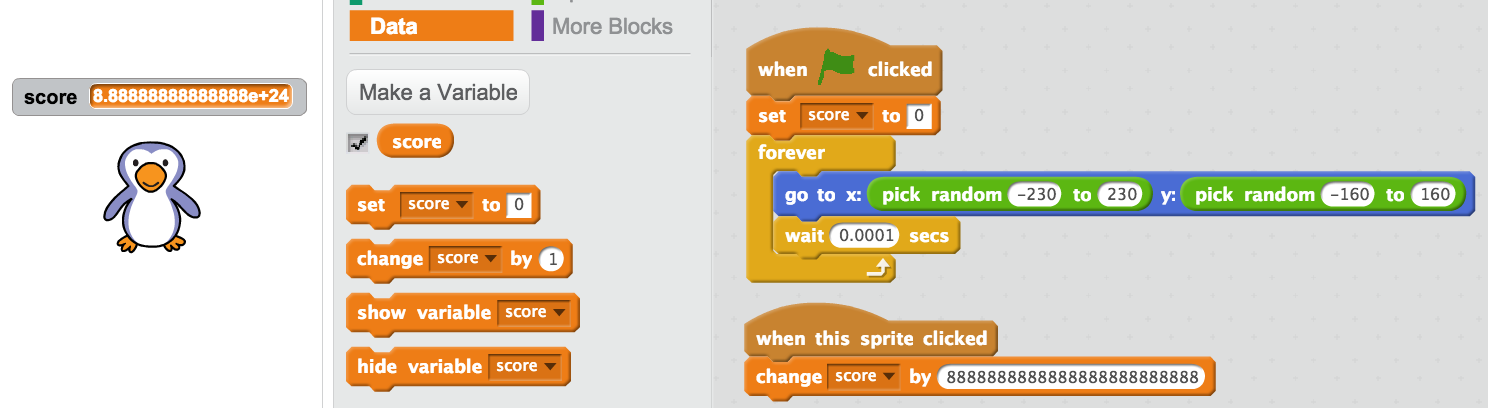 Data
More Blocks
score 8.88888888888888e+24
Make a Variable
score
set score to 0
change score by 1
show variable score
hide variable score
when clicked
set score to 0
forever
go to x: pick random -230 to 230 y: pick random -160 to 160
wait 0.0001 secs
when this sprite clicked
change score by 8888888888888888888888888